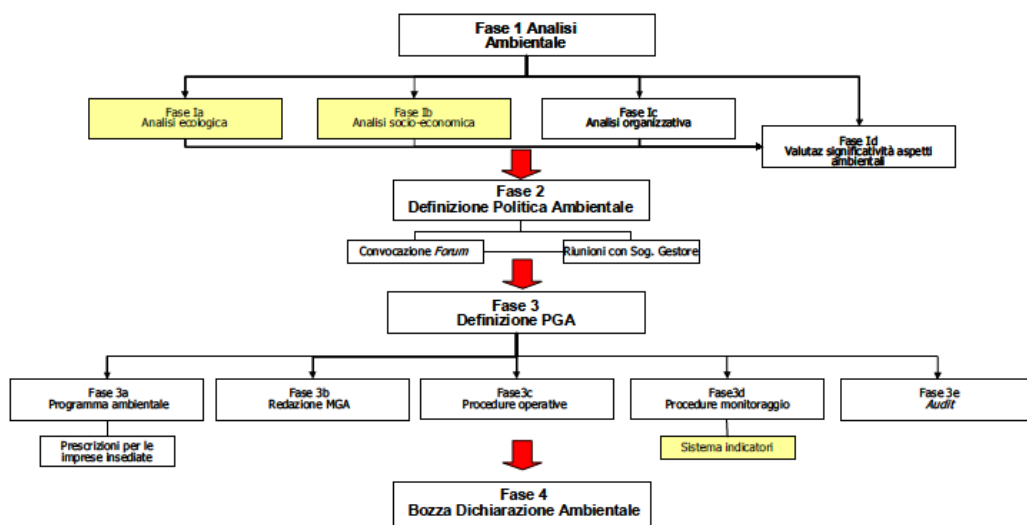 Fase 1 Analisi
Ambientale
Fase Ia
Analisi ecologica
Fase Ib
Analisi socio-economica
Fase Ic
Analisi organizzativa
Fase Id
Valutaz significatività aspetti
ambientali
Fase 2
Definizione Politica Ambientale
Convocazione Forum
Riunioni con Sog. Gestore
Fase 3
Definizione PGA
Fase 3a
Programma ambientale
Fase 3b
Redazione MGA
Fase3c
Procedure operative
Fase3d
Procedure monitoraggio
Fase 3e
Audit
Prescrizioni per le
imprese insediate
Sistema indicatori
Fase 4
Bozza Dichiarazione Ambientale